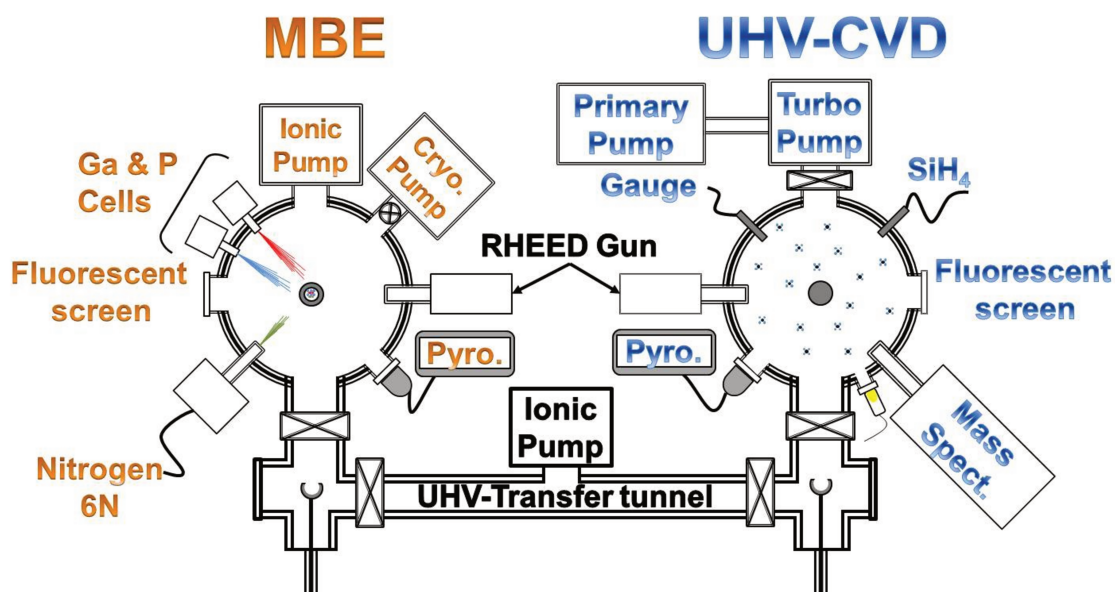 MBE
UHV-CVD
Ionic
Pump
Cryo.
Pump
Ga & P
Cells
Fluorescent
screen
Nitrogen
6N
Pyro.
RHEED Gun
Primary
Pump
Turbo
Pump
Gauge
SiH₄
Fluorescent
screen
Pyro.
Mass
Spect.
Ionic
Pump
UHV-Transfer tunnel